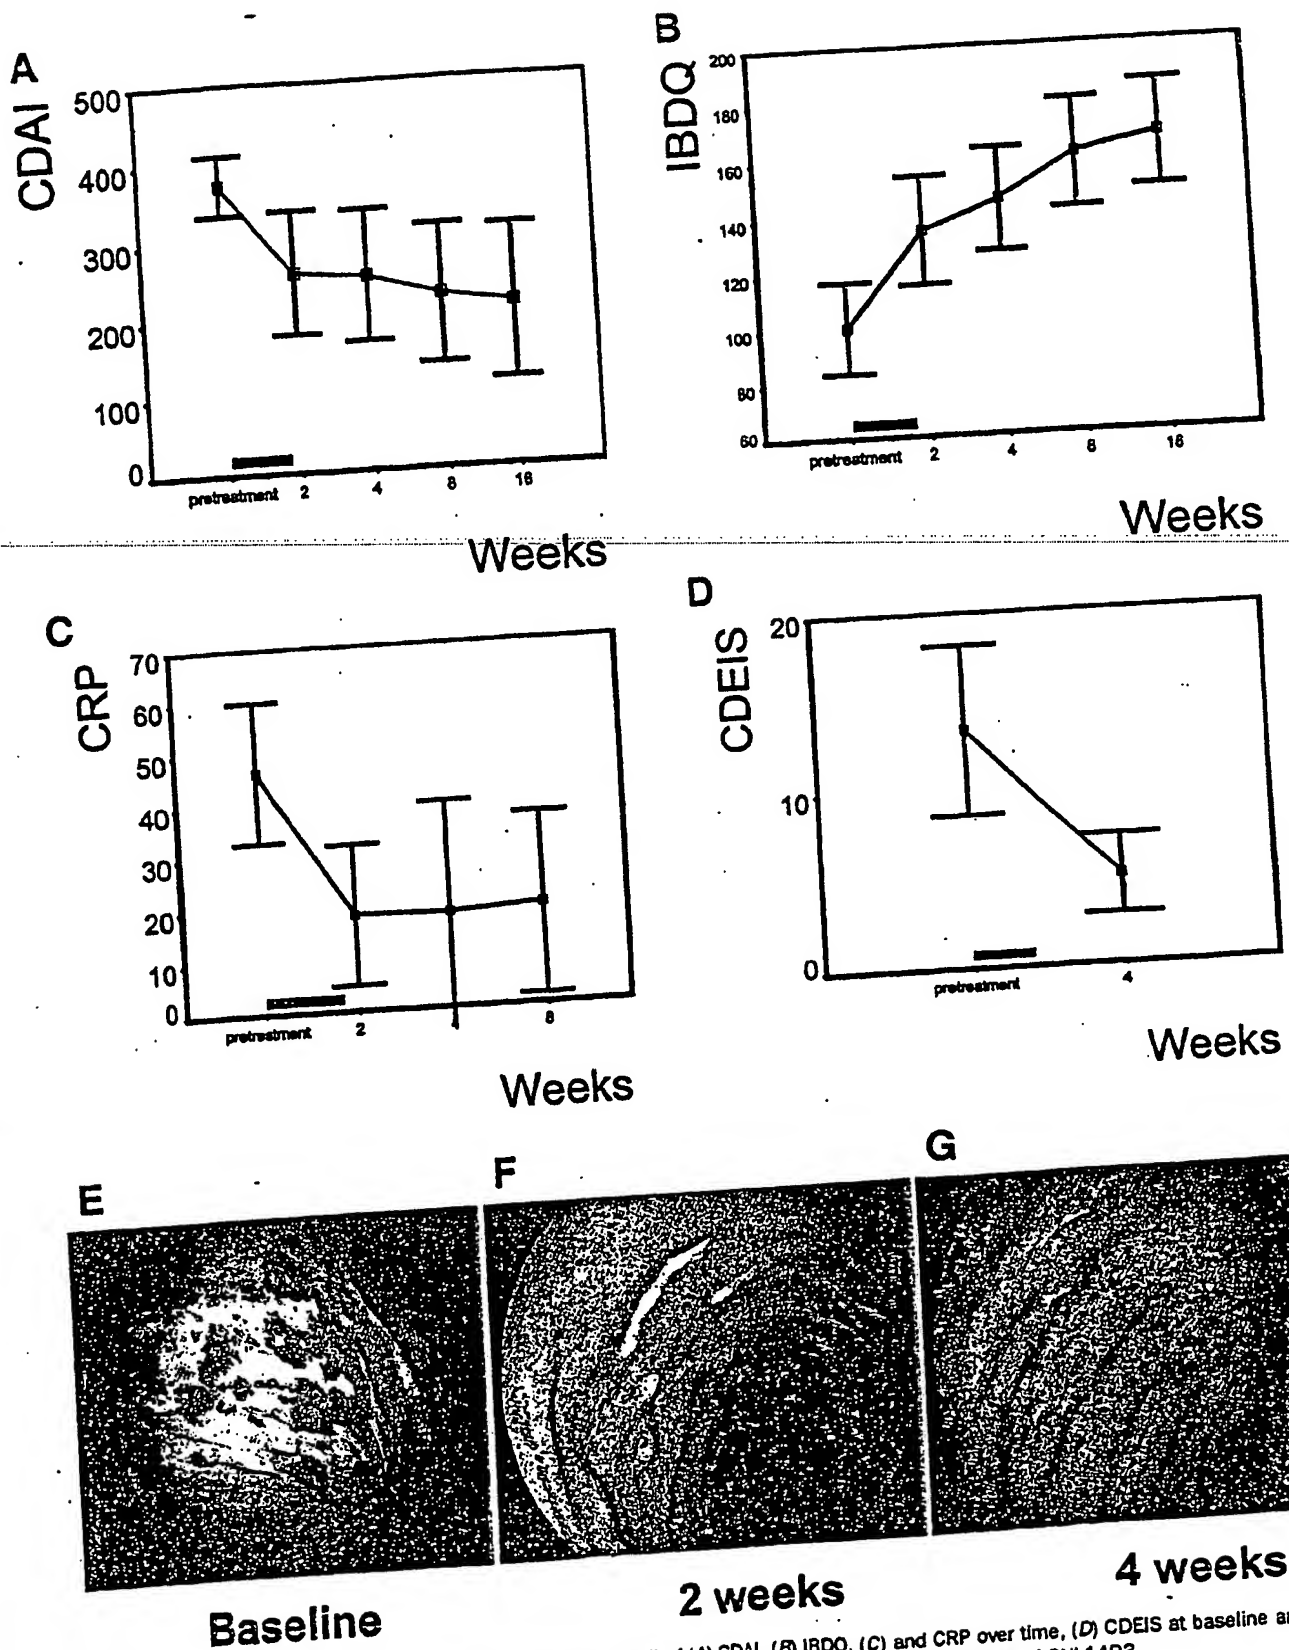 A
CDAI
500
400
300
200
100
0
pretreatment 2 4 8 16
Weeks
B
IBDQ
200
180
160
140
120
100
80
60
pretreatment 2 4 8 16
Weeks
C
CRP
70
60
50
40
30
20
10
0
pretreatment 2 4 8
Weeks
D
CDEIS
20
10
0
pretreatment 4
Weeks
E
F
G
Baseline
2 weeks
4 weeks
(A) CDAI, (B) IBDQ, (C) and CRP over time, (D) CDEIS at baseline